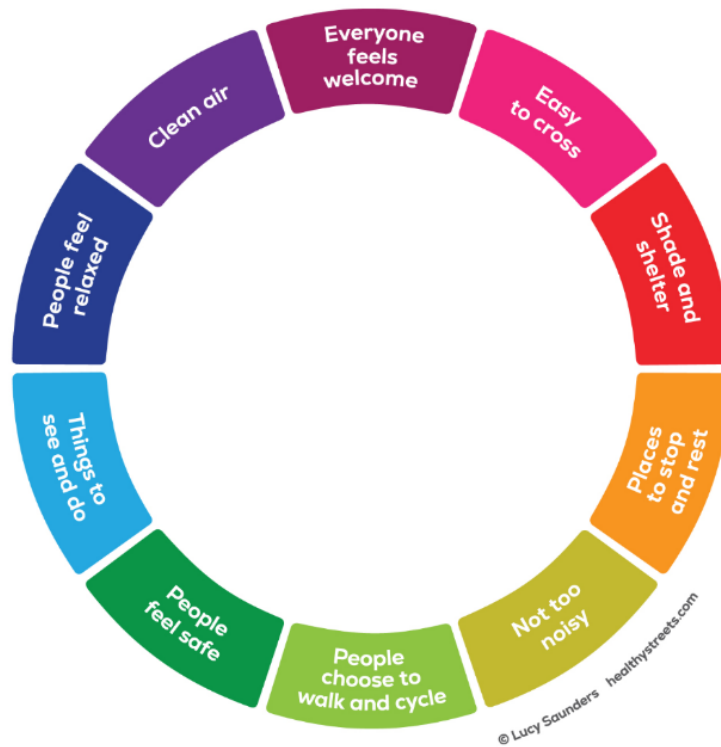 Everyone
feels
welcome
Easy
to cross
Shade and
shelter
Places
to stop
and rest
Not too
noisy
People
choose to
walk and cycle
People
feel safe
Things to
see and do
People feel
relaxed
Clean air
© Lucy Saunders healthystreets.com